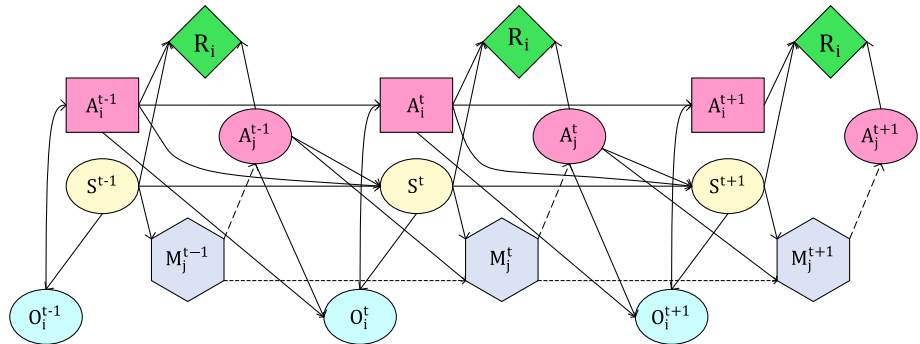 R_i R_i R_i
A_i^{t-1} A_i^t A_i^{t+1}
A_j^{t-1} A_j^t A_j^{t+1}
S^{t-1} S^t S^{t+1}
M_j^{t-1} M_j^t M_j^{t+1}
O_i^{t-1} O_i^t O_i^{t+1}